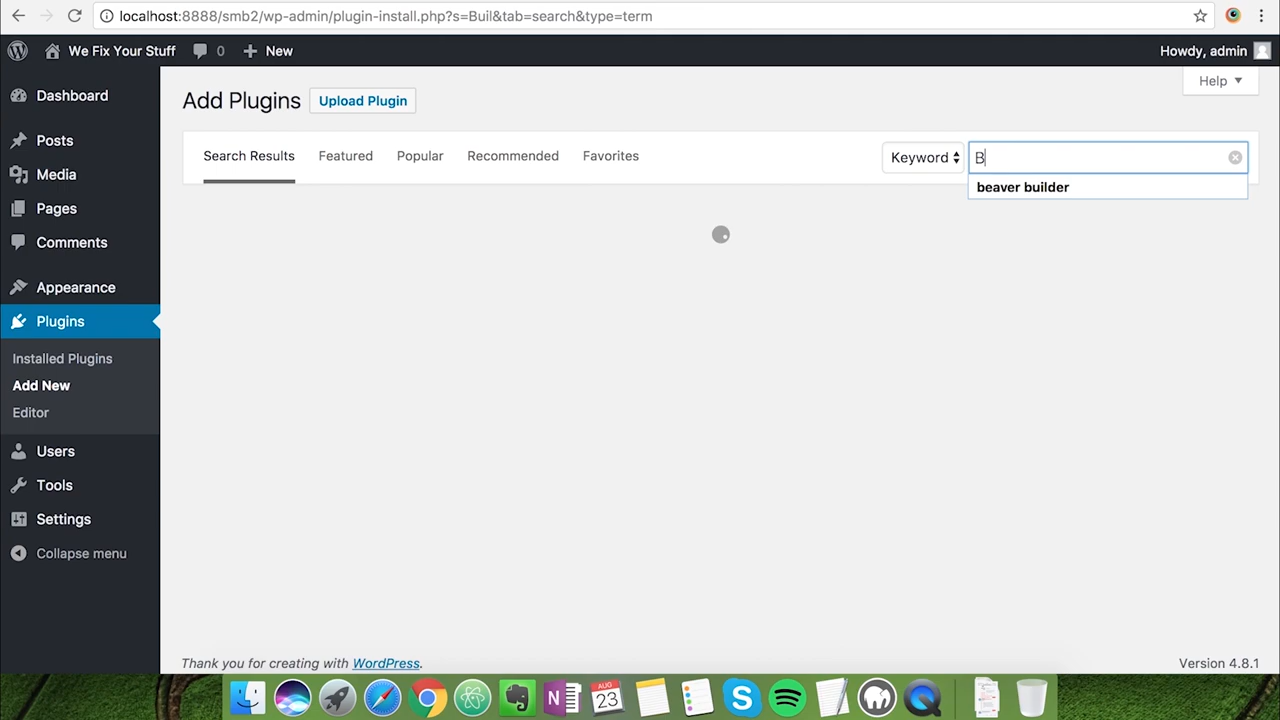 localhost:8888/smb2/wp-admin/plugin-install.php?s=Buil&tab=search&type=term
We Fix Your Stuff 0 New Howdy, admin
Help
Dashboard
Posts
Media
Pages
Comments
Appearance
Plugins
Installed Plugins
Add New
Editor
Users
Tools
Settings
Collapse menu
Add Plugins Upload Plugin
Search Results Featured Popular Recommended Favorites Keyword B
beaver builder
Thank you for creating with WordPress. Version 4.8.1
AUG
23